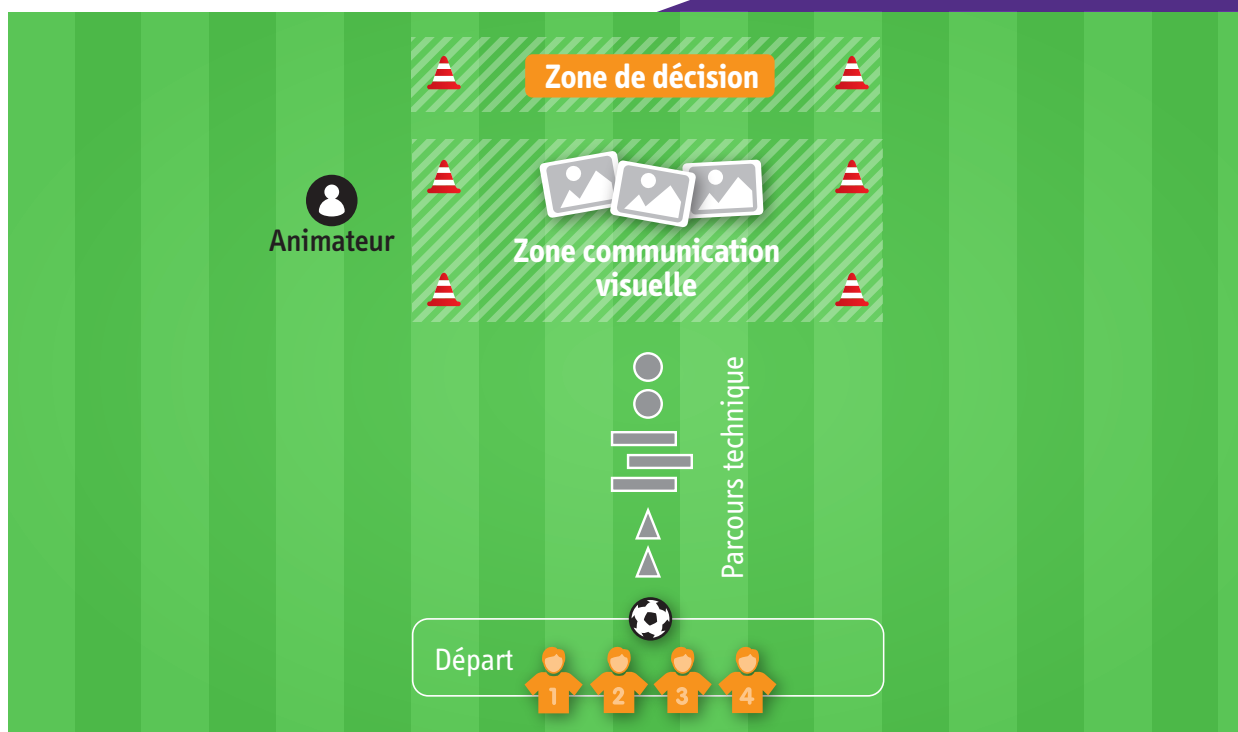 Zone de décision
Animateur
Zone communication
visuelle
Parcours technique
Départ
1
2
3
4